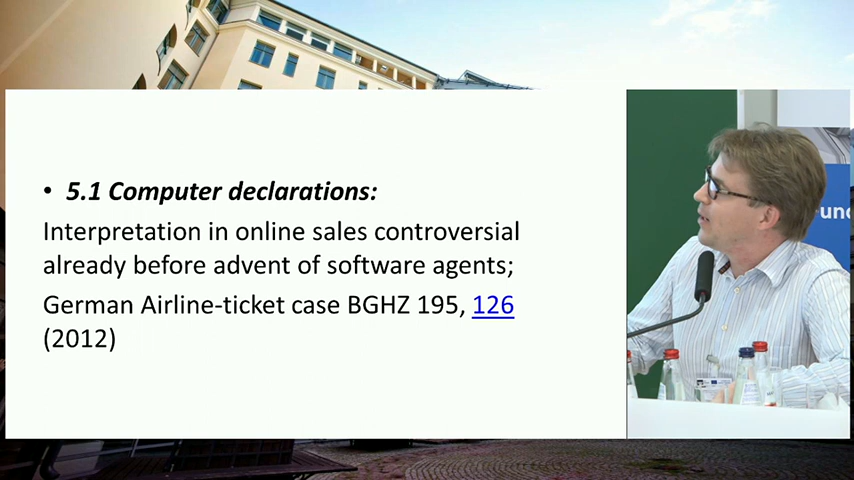 • 5.1 Computer declarations:
Interpretation in online sales controversial
already before advent of software agents;
German Airline-ticket case BGHZ 195, 126
(2012)